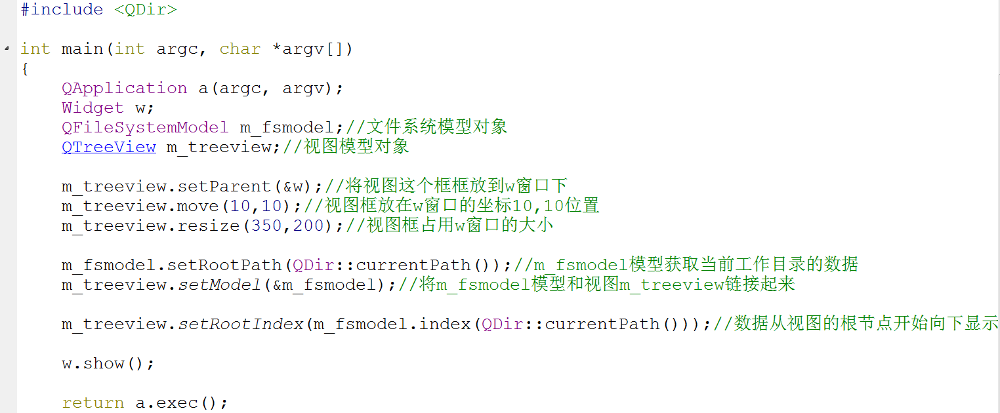 #include <QDir>
int main(int argc, char *argv[])
{
QApplication a(argc, argv);
Widget w;
QFileSystemModel m_fsmodel;//文件系统模型对象
QTreeView m_treeview;//视图模型对象
m_treeview.setParent(&w);//将视图这个框框放到w窗口下
m_treeview.move(10,10);//视图框放在w窗口的坐标10,10位置
m_treeview.resize(350,200);//视图框占用w窗口的大小
m_fsmodel.setRootPath(QDir::currentPath());//m_fsmodel模型获取当前工作目录的数据
m_treeview.setModel(&m_fsmodel);//将m_fsmodel模型和视图m_treeview链接起来
m_treeview.setRootIndex(m_fsmodel.index(QDir::currentPath()));//数据从视图的根节点开始向下显示
w.show();
return a.exec();